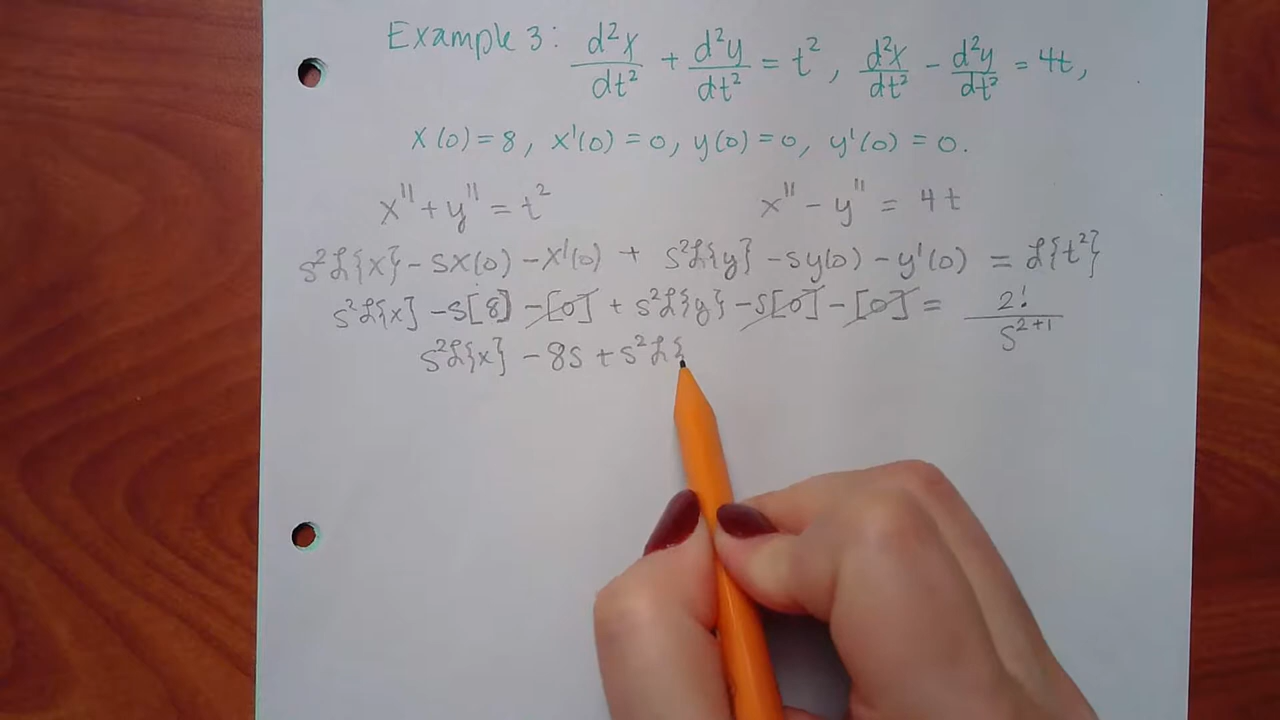 Example 3: d²x/dt² + d²y/dt² = t², d²x/dt² - d²y/dt² = 4t,
x(0) = 8, x'(0) = 0, y(0) = 0, y'(0) = 0.
x'' + y'' = t² x'' - y'' = 4t
s²ℒ{x} - sx(0) - x'(0) + s²ℒ{y} - sy(0) - y'(0) = ℒ{t²}
s²ℒ{x} - s[8] - [0] + s²ℒ{y} - s[0] - [0] = 2!/s²⁺¹
s²ℒ{x} - 8s + s²ℒ{